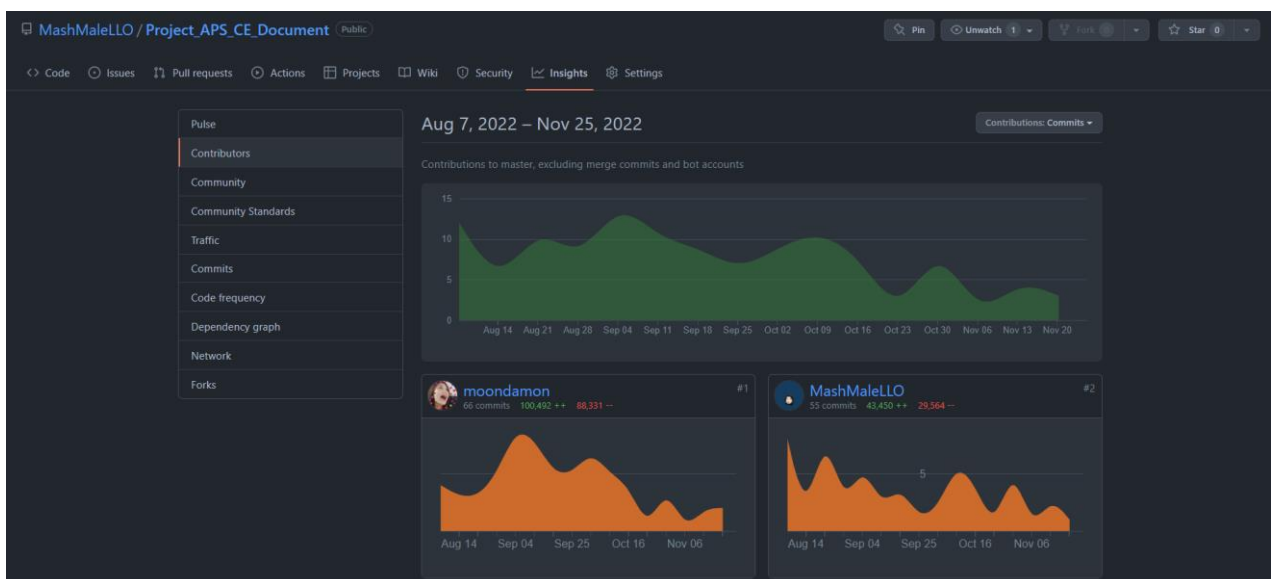 MashMaleLLO / Project_APS_CE_Document Public
Pin Unwatch 1 Fork Star 0
Code Issues Pull requests Actions Projects Wiki Security Insights Settings
Pulse
Contributors
Community
Community Standards
Traffic
Commits
Code frequency
Dependency graph
Network
Forks
Aug 7, 2022 – Nov 25, 2022
Contributions: Commits
Contributions to master, excluding merge commits and bot accounts
15
10
5
0
Aug 14 Aug 21 Aug 28 Sep 04 Sep 11 Sep 18 Sep 25 Oct 02 Oct 09 Oct 16 Oct 23 Oct 30 Nov 06 Nov 13 Nov 20
moondamon #1
66 commits 100,492 ++ 88,331 --
Aug 14 Sep 04 Sep 25 Oct 16 Nov 06
MashMaleLLO #2
55 commits 43,450 ++ 29,564 --
5
Aug 14 Sep 04 Sep 25 Oct 16 Nov 06